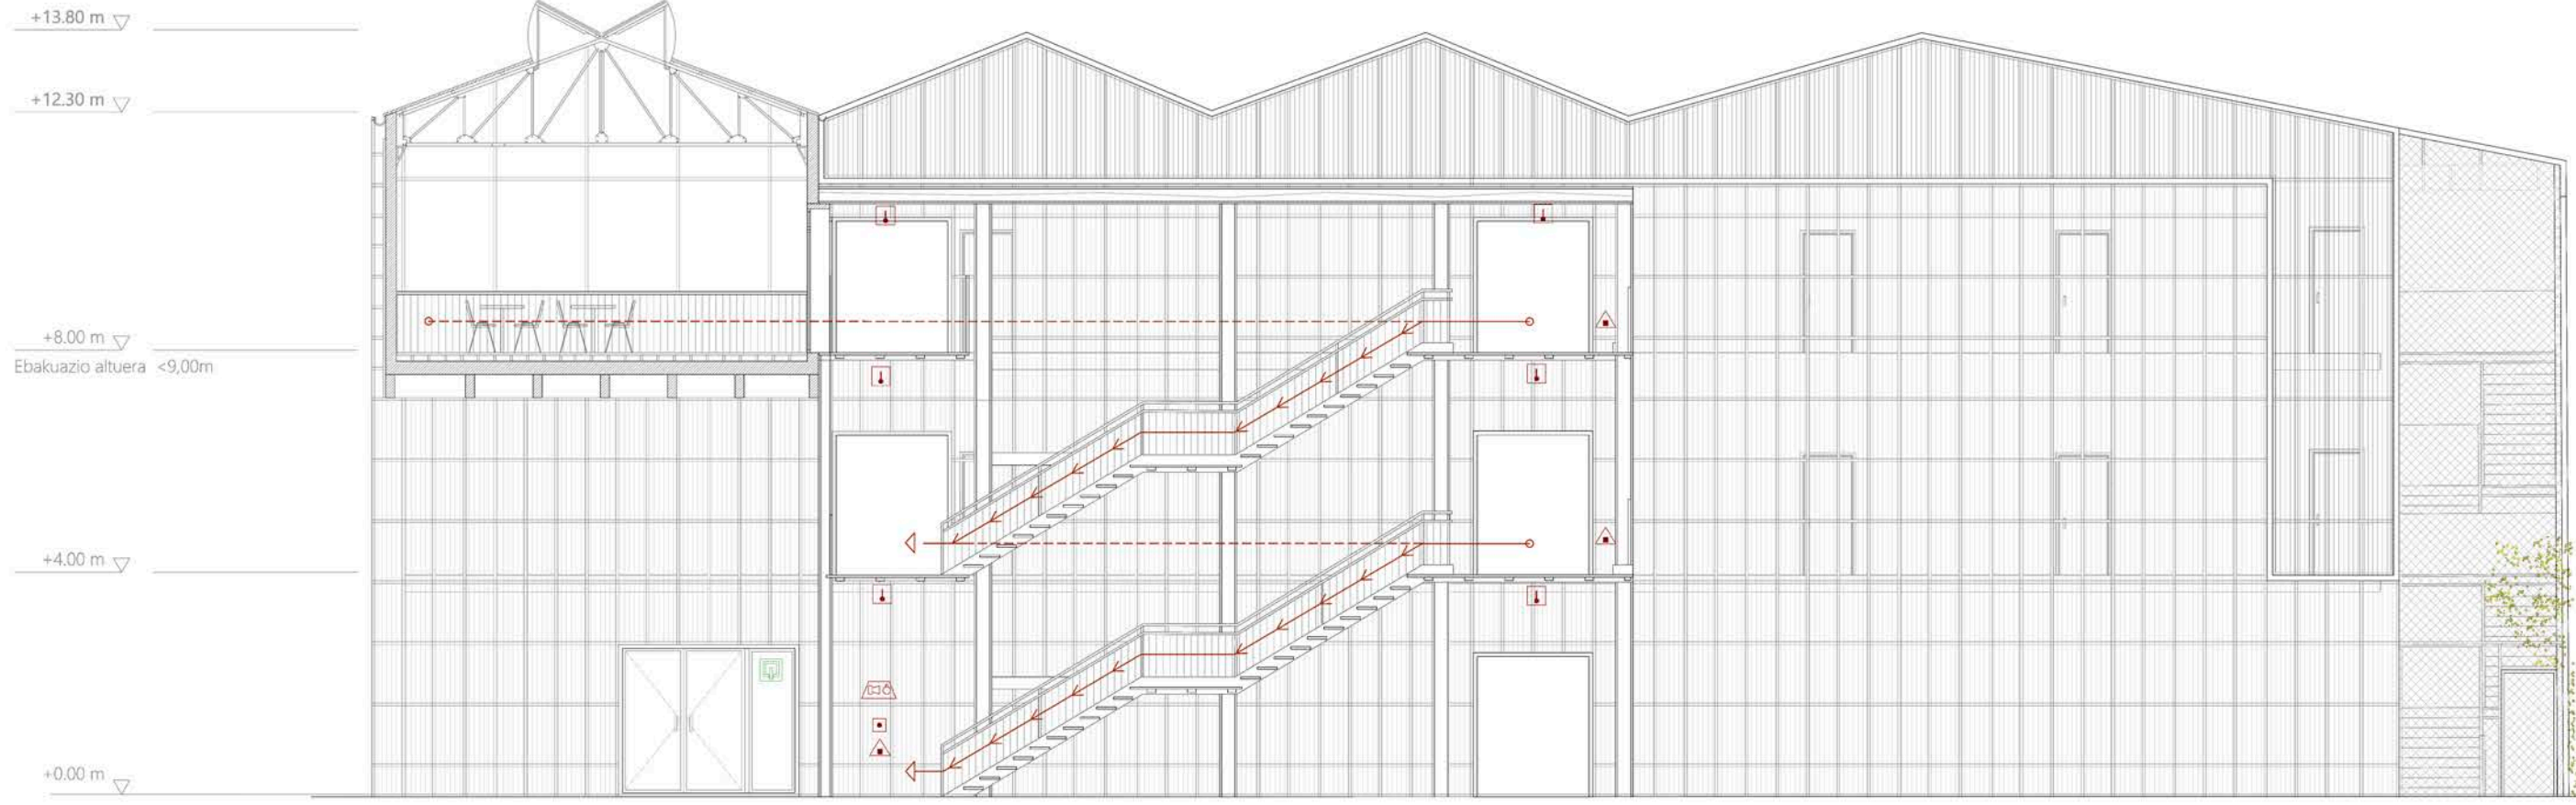 +13.80 m
+12.30 m
+8.00 m
Ebakuazio altuera <9,00m
+4.00 m
+0.00 m